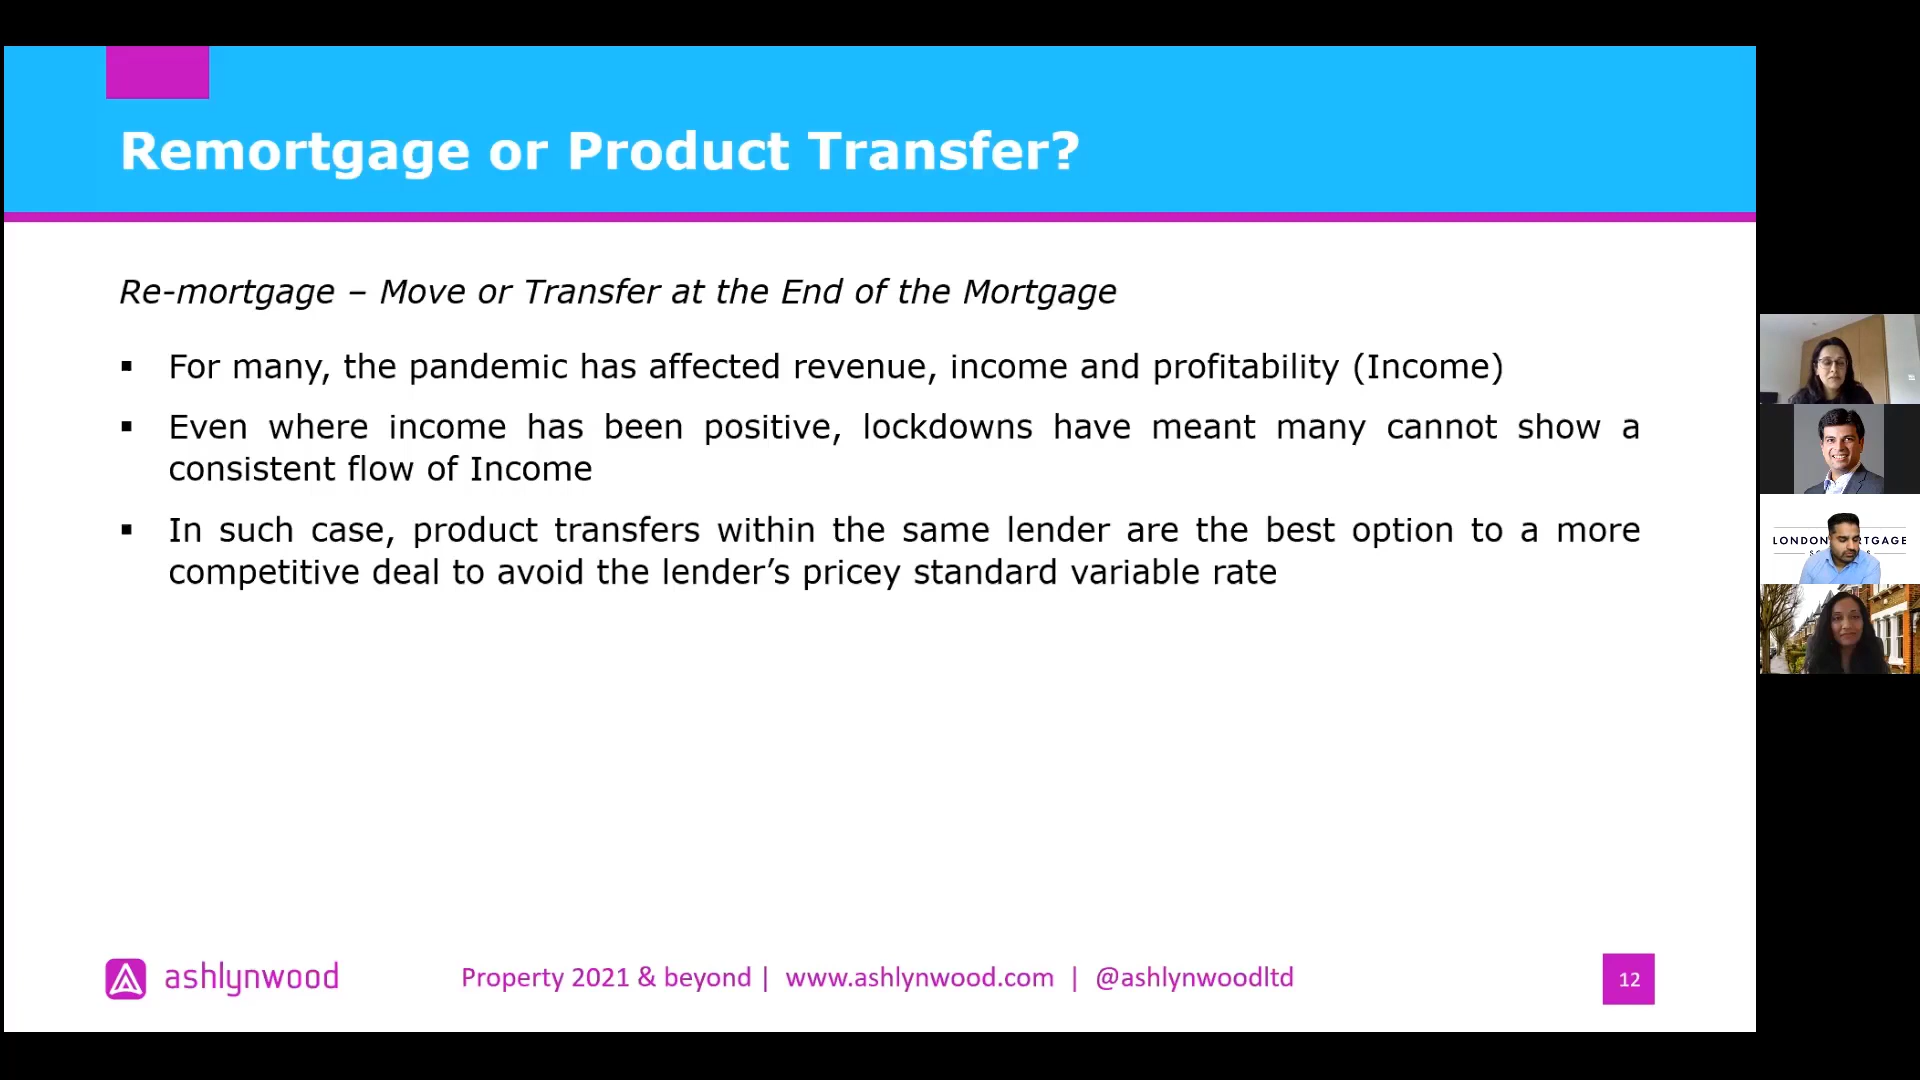 Remortgage or Product Transfer?
Re-mortgage – Move or Transfer at the End of the Mortgage
▪ For many, the pandemic has affected revenue, income and profitability (Income)
▪ Even where income has been positive, lockdowns have meant many cannot show a
consistent flow of Income
▪ In such case, product transfers within the same lender are the best option to a more
competitive deal to avoid the lender’s pricey standard variable rate
LONDON RTGAGE
ashlynwood
Property 2021 & beyond | www.ashlynwood.com | @ashlynwoodltd
12